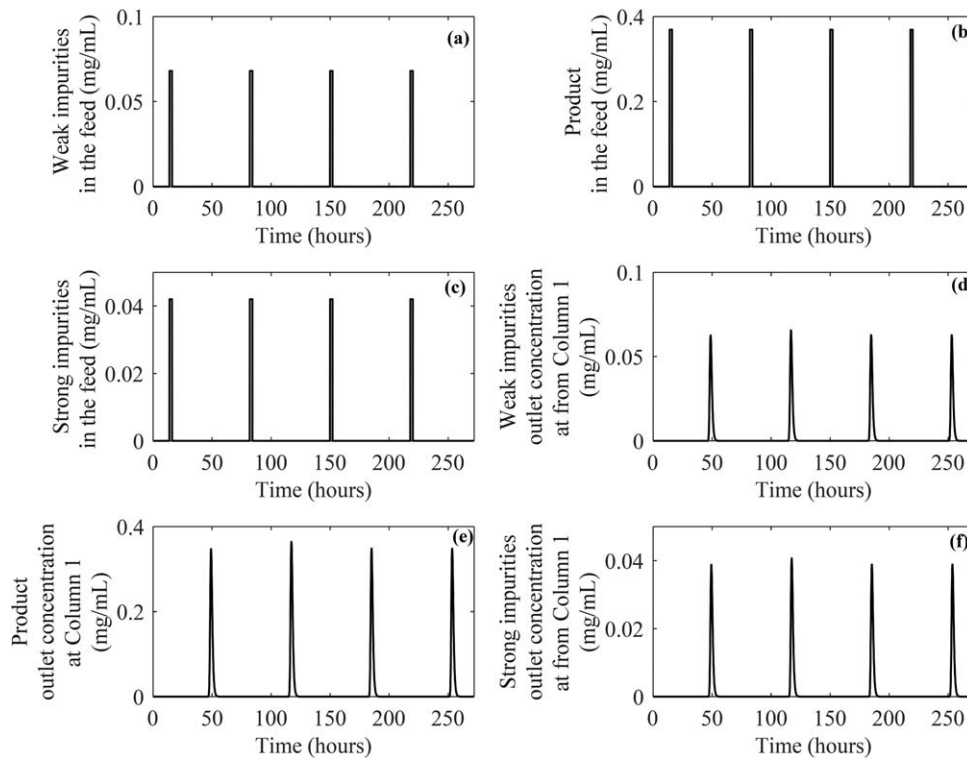 Weak impurities
in the feed (mg/mL)
0.1
0.05
0
(a)
0 50 100 150 200 250
Time (hours)
Product
in the feed (mg/mL)
0.4
0.2
0
(b)
0 50 100 150 200 250
Time (hours)
Strong impurities
in the feed (mg/mL)
0.04
0.02
0
(c)
0 50 100 150 200 250
Time (hours)
Weak impurities
outlet concentration
at from Column 1
(mg/mL)
0.1
0.05
0
(d)
0 50 100 150 200 250
Time (hours)
Product
outlet concentration
at Column 1
(mg/mL)
0.4
0.2
0
(e)
0 50 100 150 200 250
Time (hours)
Strong impurities
outlet concentration
at from Column 1
(mg/mL)
0.04
0.02
0
(f)
0 50 100 150 200 250
Time (hours)